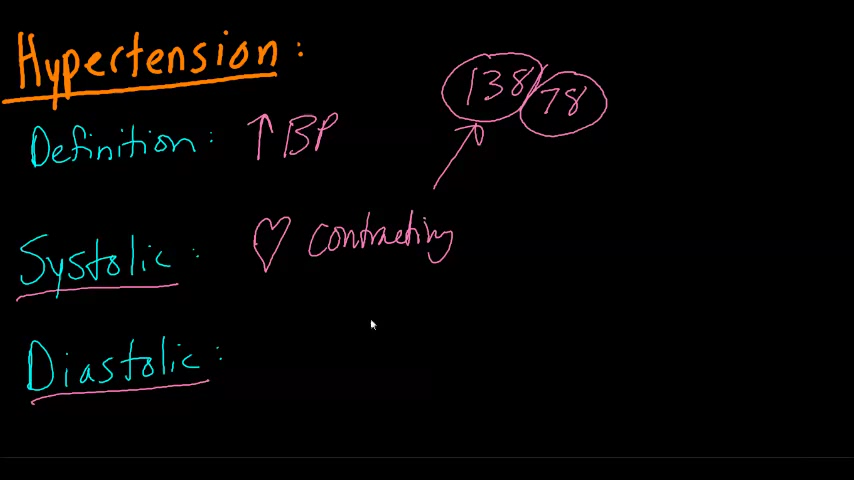 Hypertension:
138/78
Definition: ↑ BP
Systolic: ♡ contracting
Diastolic: